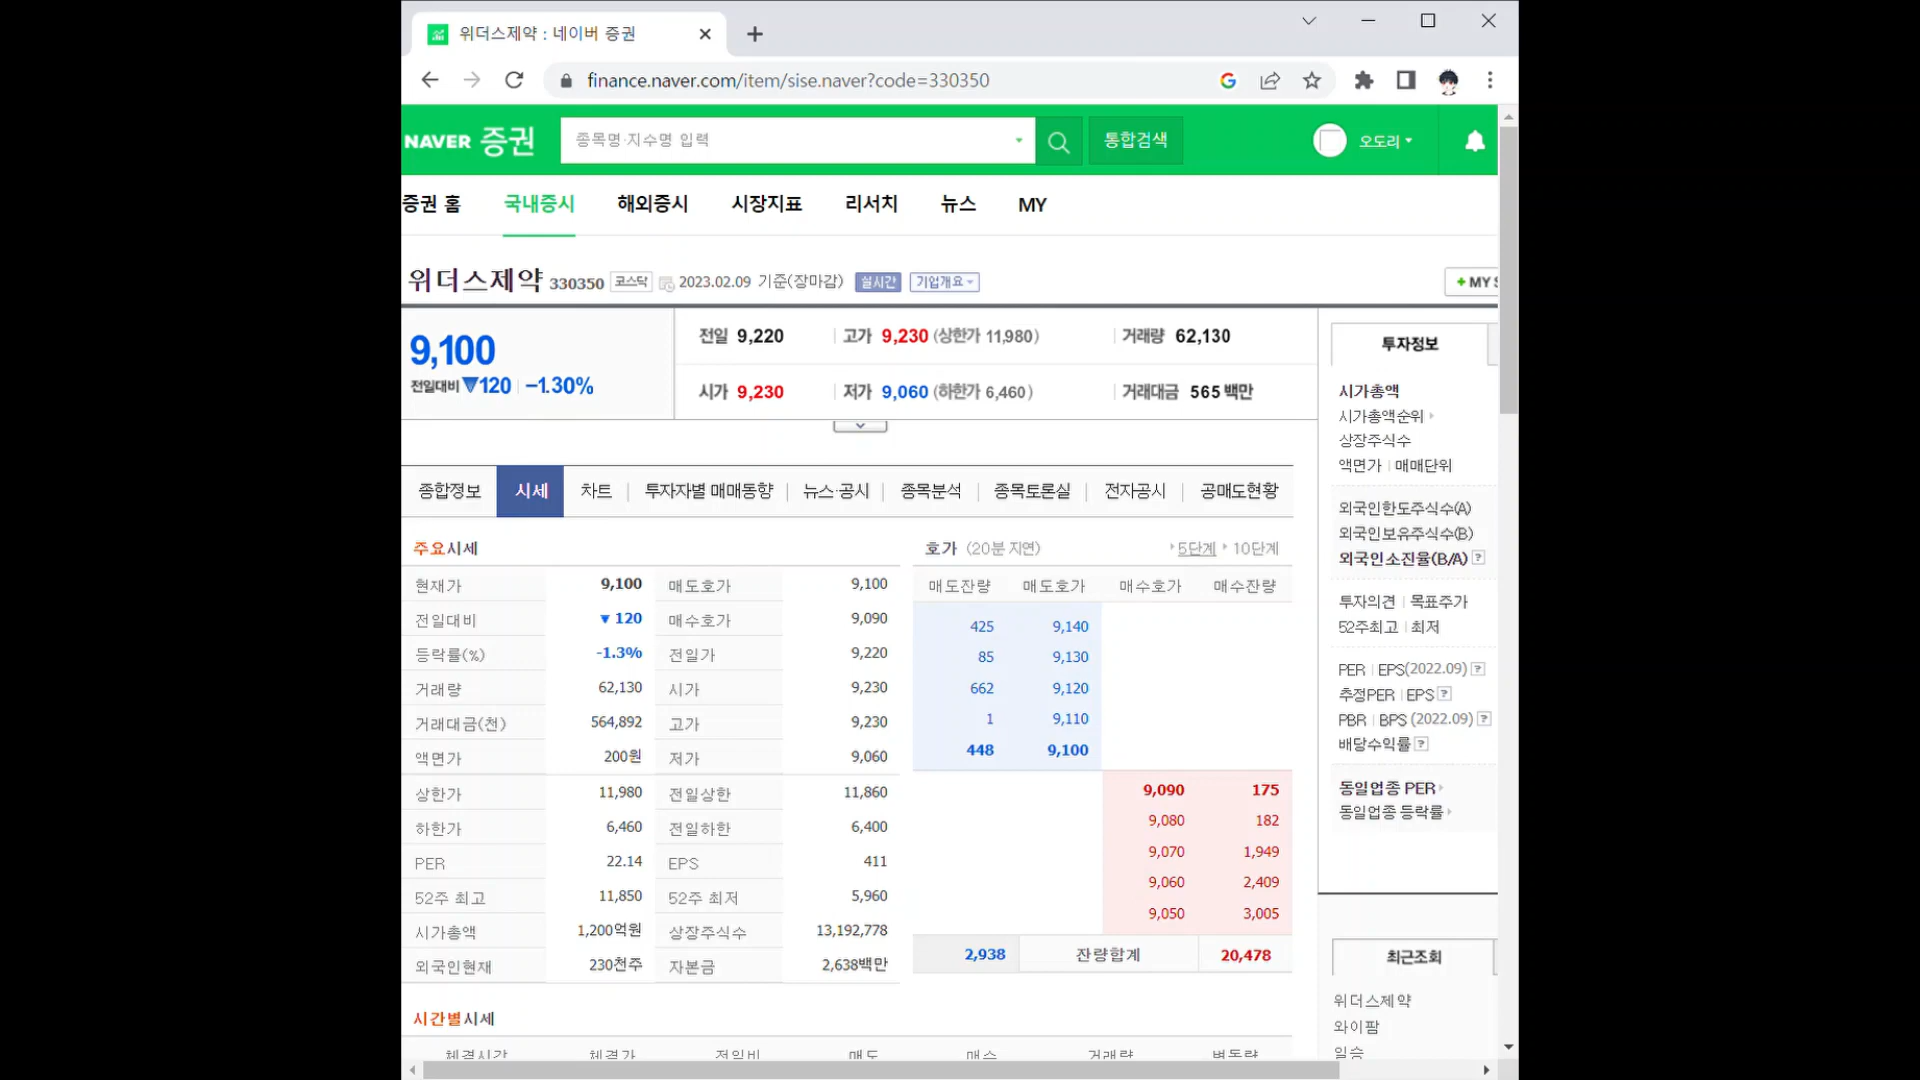 위더스제약 : 네이버 증권
finance.naver.com/item/sise.naver?code=330350
NAVER 증권 종목명·지수명 입력 통합검색 오도리
증권 홈 국내증시 해외증시 시장지표 리서치 뉴스 MY
위더스제약 330350 코스닥 2023.02.09 기준(장마감) 실시간 기업개요 + MY S
9,100
전일대비 ▼120 -1.30%
전일 9,220 고가 9,230 (상한가 11,980) 거래량 62,130
시가 9,230 저가 9,060 (하한가 6,460) 거래대금 565 백만
종합정보 시세 차트 투자자별 매매동향 뉴스·공시 종목분석 종목토론실 전자공시 공매도현황
주요시세
현재가 9,100 매도호가 9,100
전일대비 ▼ 120 매수호가 9,090
등락률(%) -1.3% 전일가 9,220
거래량 62,130 시가 9,230
거래대금(천) 564,892 고가 9,230
액면가 200원 저가 9,060
상한가 11,980 전일상한 11,860
하한가 6,460 전일하한 6,400
PER 22.14 EPS 411
52주 최고 11,850 52주 최저 5,960
시가총액 1,200억원 상장주식수 13,192,778
외국인현재 230천주 자본금 2,638백만
호가 (20분 지연) 5단계 10단계
매도잔량 매도호가 매수호가 매수잔량
425 9,140
85 9,130
662 9,120
1 9,110
448 9,100
9,090 175
9,080 182
9,070 1,949
9,060 2,409
9,050 3,005
2,938 잔량합계 20,478
시간별시세
체결시각 체결가 전일비 매도 매수 거래량 변동량
투자정보
시가총액
시가총액순위
상장주식수
액면가 | 매매단위
외국인한도주식수(A)
외국인보유주식수(B)
외국인소진율(B/A) ?
투자의견 | 목표주가
52주최고 | 최저
PER | EPS(2022.09) ?
추정PER | EPS ?
PBR | BPS (2022.09) ?
배당수익률 ?
동일업종 PER
동일업종 등락률
최근조회
위더스제약
와이팜
일승